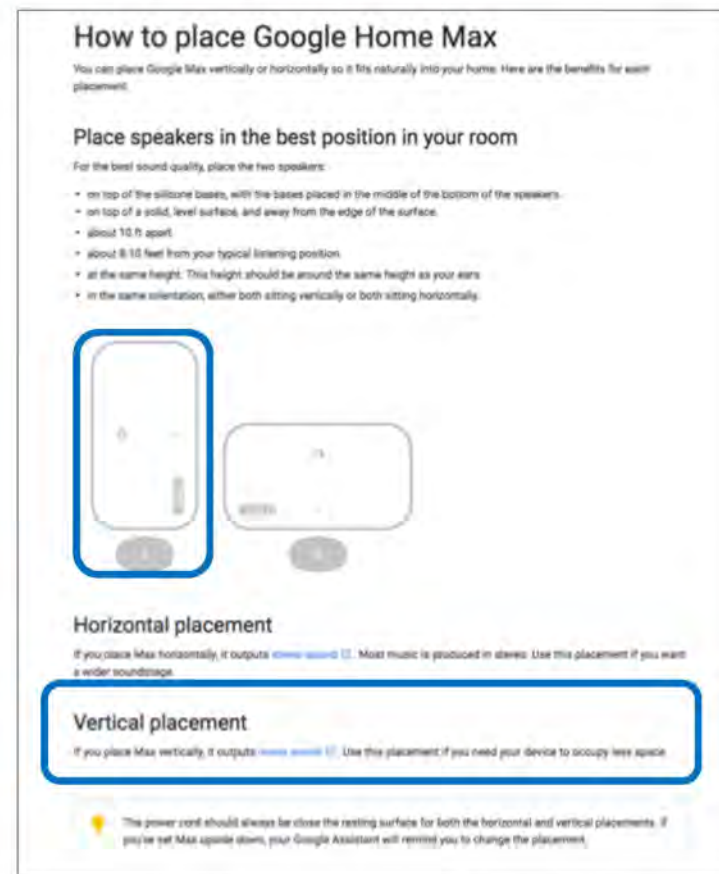 How to place Google Home Max
You can place Google Max vertically or horizontally so it fits naturally into your home. Here are the benefits for each
placement.
Place speakers in the best position in your room
For the best sound quality, place the two speakers:
• on top of the silicone bases, with the bases placed in the middle of the bottom of the speakers.
• on top of a solid, level surface, and away from the edge of the surface.
• about 10 ft apart.
• about 8-10 feet from your typical listening position
• at the same height. This height should be around the same height as your ears
• in the same orientation, either both sitting vertically or both sitting horizontally.
Horizontal placement
If you place Max horizontally, it outputs stereo sound. Most music is produced in stereo. Use this placement if you want
a wider soundstage.
Vertical placement
If you place Max vertically, it outputs sound. Use this placement if you need your device to occupy less space.
The power cord should always be close the resting surface for both the horizontal and vertical placements. If
you've set Max upside down, your Google Assistant will remind you to change the placement.